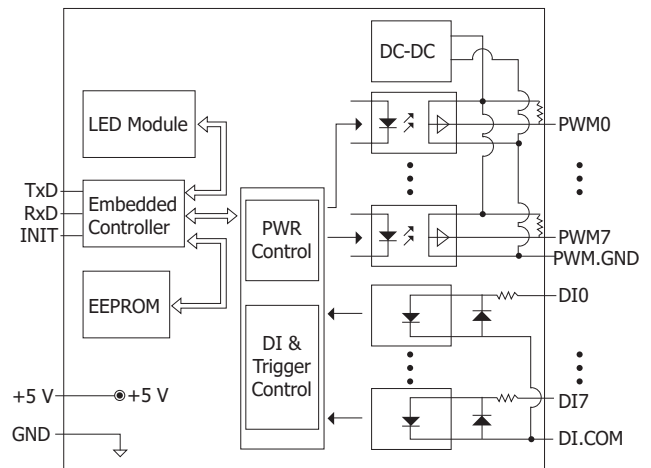 DC-DC
LED Module
PWM0
TxD
RxD
INIT
Embedded
Controller
PWR
Control
PWM7
PWM.GND
EEPROM
DI0
DI &
Trigger
Control
+5 V
+5 V
DI7
GND
DI.COM